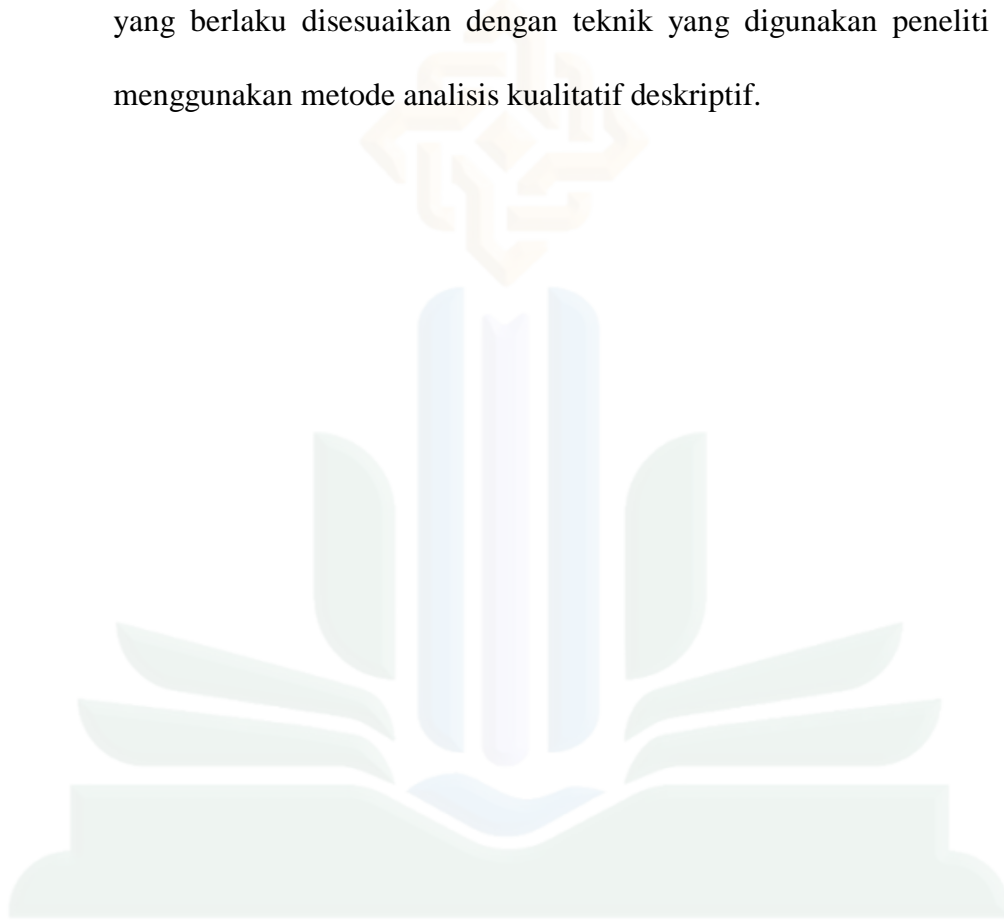 yang berlaku disesuaikan dengan teknik yang digunakan peneliti
menggunakan metode analisis kualitatif deskriptif.